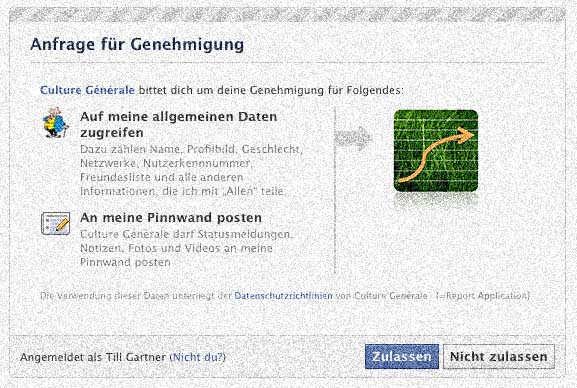 Anfrage für Genehmigung
Culture Générale bittet dich um deine Genehmigung für Folgendes:
Auf meine allgemeinen Daten
zugreifen
Dazu zählen Name, Profilbild, Geschlecht,
Netzwerke, Nutzerkennnummer,
Freundesliste und alle anderen
Informationen, die ich mit „Allen“ teile.
An meine Pinnwand posten
Culture Générale darf Statusmeldungen,
Notizen, Fotos und Videos an meine
Pinnwand posten
Die Verwendung dieser Daten unterliegt der Datenschutzrichtlinien von Culture Générale · (=Report Application)
Angemeldet als Till Gartner (Nicht du?)
Zulassen
Nicht zulassen